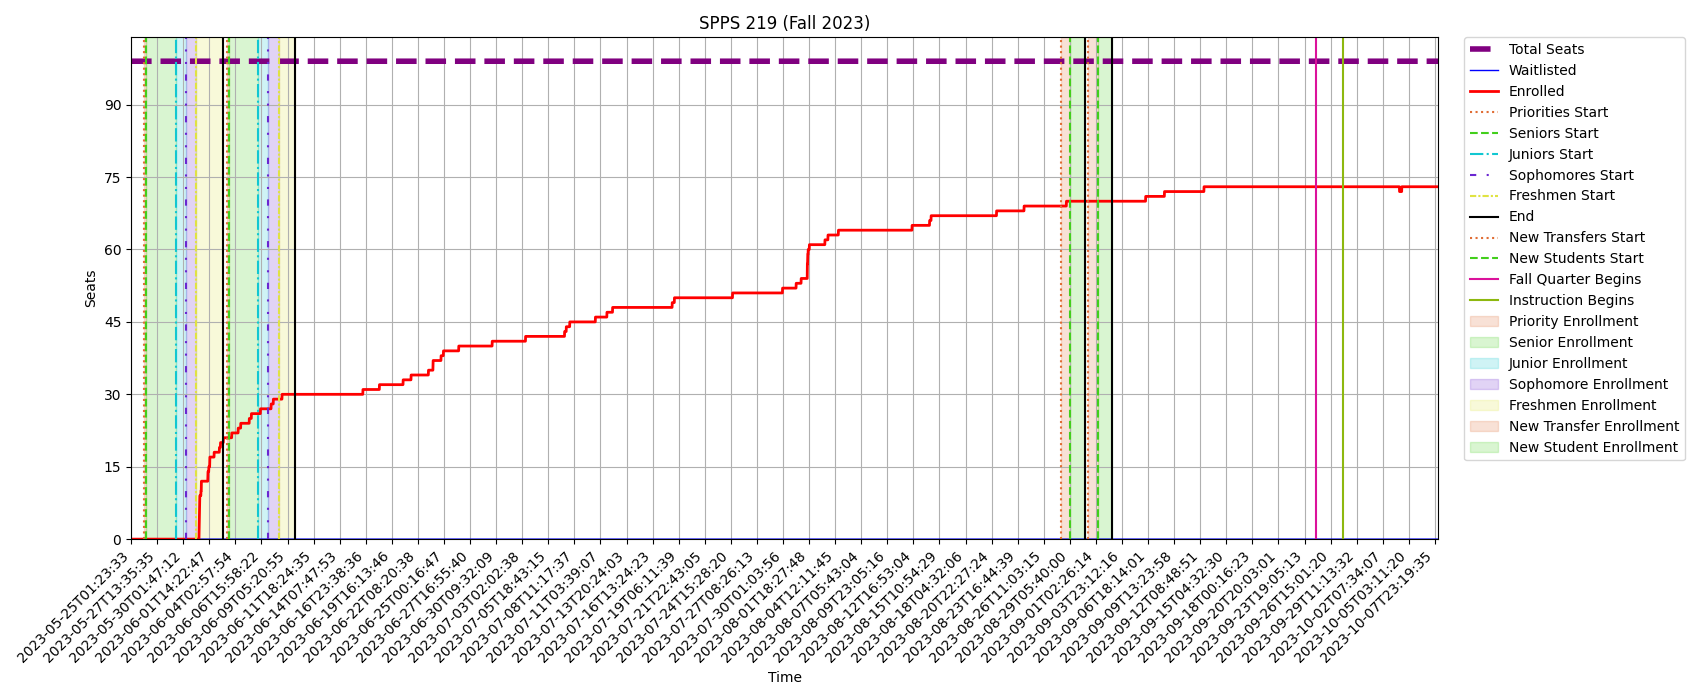 SPPS 219 (Fall 2023)
Seats
90
75
60
45
30
15
0
2023-05-25T01:23:33
2023-05-27T13:35:35
2023-05-30T01:47:12
2023-06-01T14:22:47
2023-06-04T02:57:54
2023-06-06T15:58:22
2023-06-09T05:20:55
2023-06-11T18:24:35
2023-06-14T07:47:53
2023-06-16T23:38:36
2023-06-19T16:13:46
2023-06-22T08:20:38
2023-06-25T00:16:47
2023-06-27T16:55:40
2023-06-30T09:32:09
2023-07-03T02:02:38
2023-07-05T18:43:15
2023-07-08T11:17:37
2023-07-11T03:39:07
2023-07-13T20:24:03
2023-07-16T13:24:23
2023-07-19T06:11:39
2023-07-21T22:43:05
2023-07-24T15:28:20
2023-07-27T08:26:13
2023-07-30T01:03:56
2023-08-01T18:27:48
2023-08-04T12:11:45
2023-08-07T05:43:04
2023-08-09T23:05:16
2023-08-12T16:53:04
2023-08-15T10:54:29
2023-08-18T04:32:06
2023-08-20T22:27:24
2023-08-23T16:44:39
2023-08-26T11:03:15
2023-08-29T05:40:00
2023-09-01T02:26:14
2023-09-03T23:12:16
2023-09-06T18:14:01
2023-09-09T13:23:58
2023-09-12T08:48:51
2023-09-15T04:32:30
2023-09-18T00:16:23
2023-09-20T20:03:01
2023-09-23T19:05:13
2023-09-26T15:01:20
2023-09-29T11:13:32
2023-10-02T07:34:07
2023-10-05T03:11:20
2023-10-07T23:19:35
Time
Total Seats
Waitlisted
Enrolled
Priorities Start
Seniors Start
Juniors Start
Sophomores Start
Freshmen Start
End
New Transfers Start
New Students Start
Fall Quarter Begins
Instruction Begins
Priority Enrollment
Senior Enrollment
Junior Enrollment
Sophomore Enrollment
Freshmen Enrollment
New Transfer Enrollment
New Student Enrollment